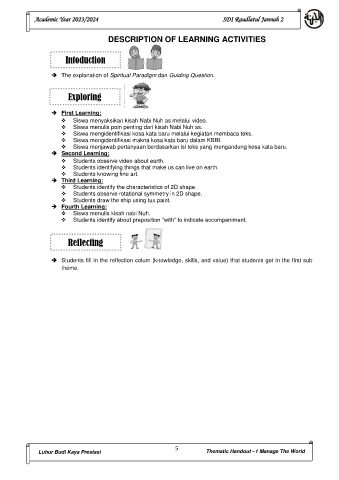 Academic Year 2023/2024
SDI Raudlatul Jannah 2
DESCRIPTION OF LEARNING ACTIVITIES
Intoduction
➔ The explanation of Spiritual Paradigm dan Guiding Question.
Exploring
➔ First Learning:
❖ Siswa menyaksikan kisah Nabi Nuh as melalui video.
❖ Siswa menulis poin penting dari kisah Nabi Nuh as.
❖ Siswa mengidentifikasi kosa kata baru melalui kegiatan membaca teks.
❖ Siswa mengidentifikasi makna kosa kata baru dalam KBBI.
❖ Siswa menjawab pertanyaan berdasarkan isi teks yang mengandung kosa kata baru.
➔ Second Learning:
❖ Students observe video about earth.
❖ Students identifying things that make us can live on earth.
❖ Students knowing fine art.
➔ Third Learning:
❖ Students identify the characteristics of 2D shape.
❖ Students observe rotational symmetry in 2D shape.
❖ Students draw the ship using tux paint.
➔ Fourth Learning:
❖ Siswa menulis kisah nabi Nuh.
❖ Students identify about preposition "with" to indicate accompaniment.
Reflecting
➔ Students fill in the reflection colum (knowledge, skills, and value) that students get in the first sub
theme.
Luhur Budi Kaya Prestasi
5
Thematic Handout – I Manage The World